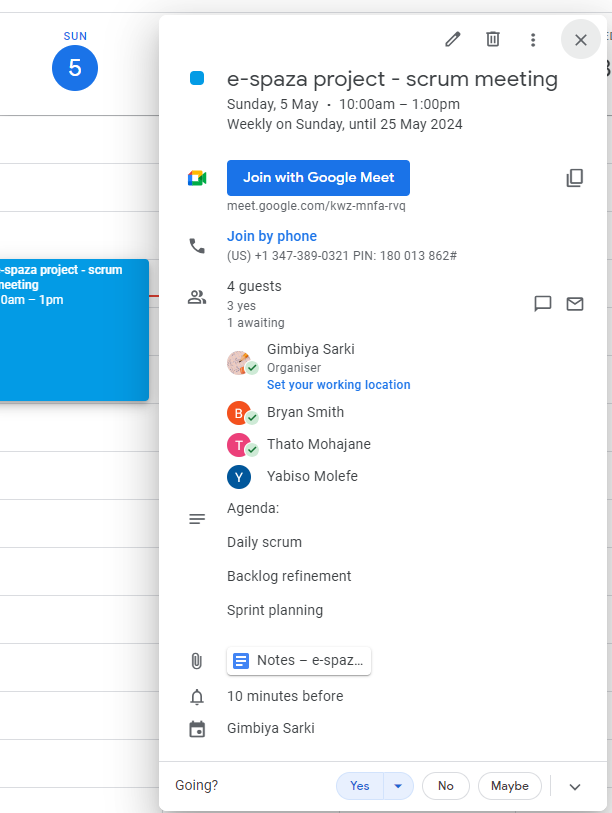 SUN
5
-spaza project - scrum
neeting
0am – 1pm
e-spaza project - scrum meeting
Sunday, 5 May • 10:00am – 1:00pm
Weekly on Sunday, until 25 May 2024
Join with Google Meet
meet.google.com/kwz-mnfa-rvq
Join by phone
(US) +1 347-389-0321 PIN: 180 013 862#
4 guests
3 yes
1 awaiting
Gimbiya Sarki
Organiser
Set your working location
B Bryan Smith
T Thato Mohajane
Y Yabiso Molefe
Agenda:
Daily scrum
Backlog refinement
Sprint planning
Notes – e-spaz...
10 minutes before
Gimbiya Sarki
Going?
Yes
No
Maybe